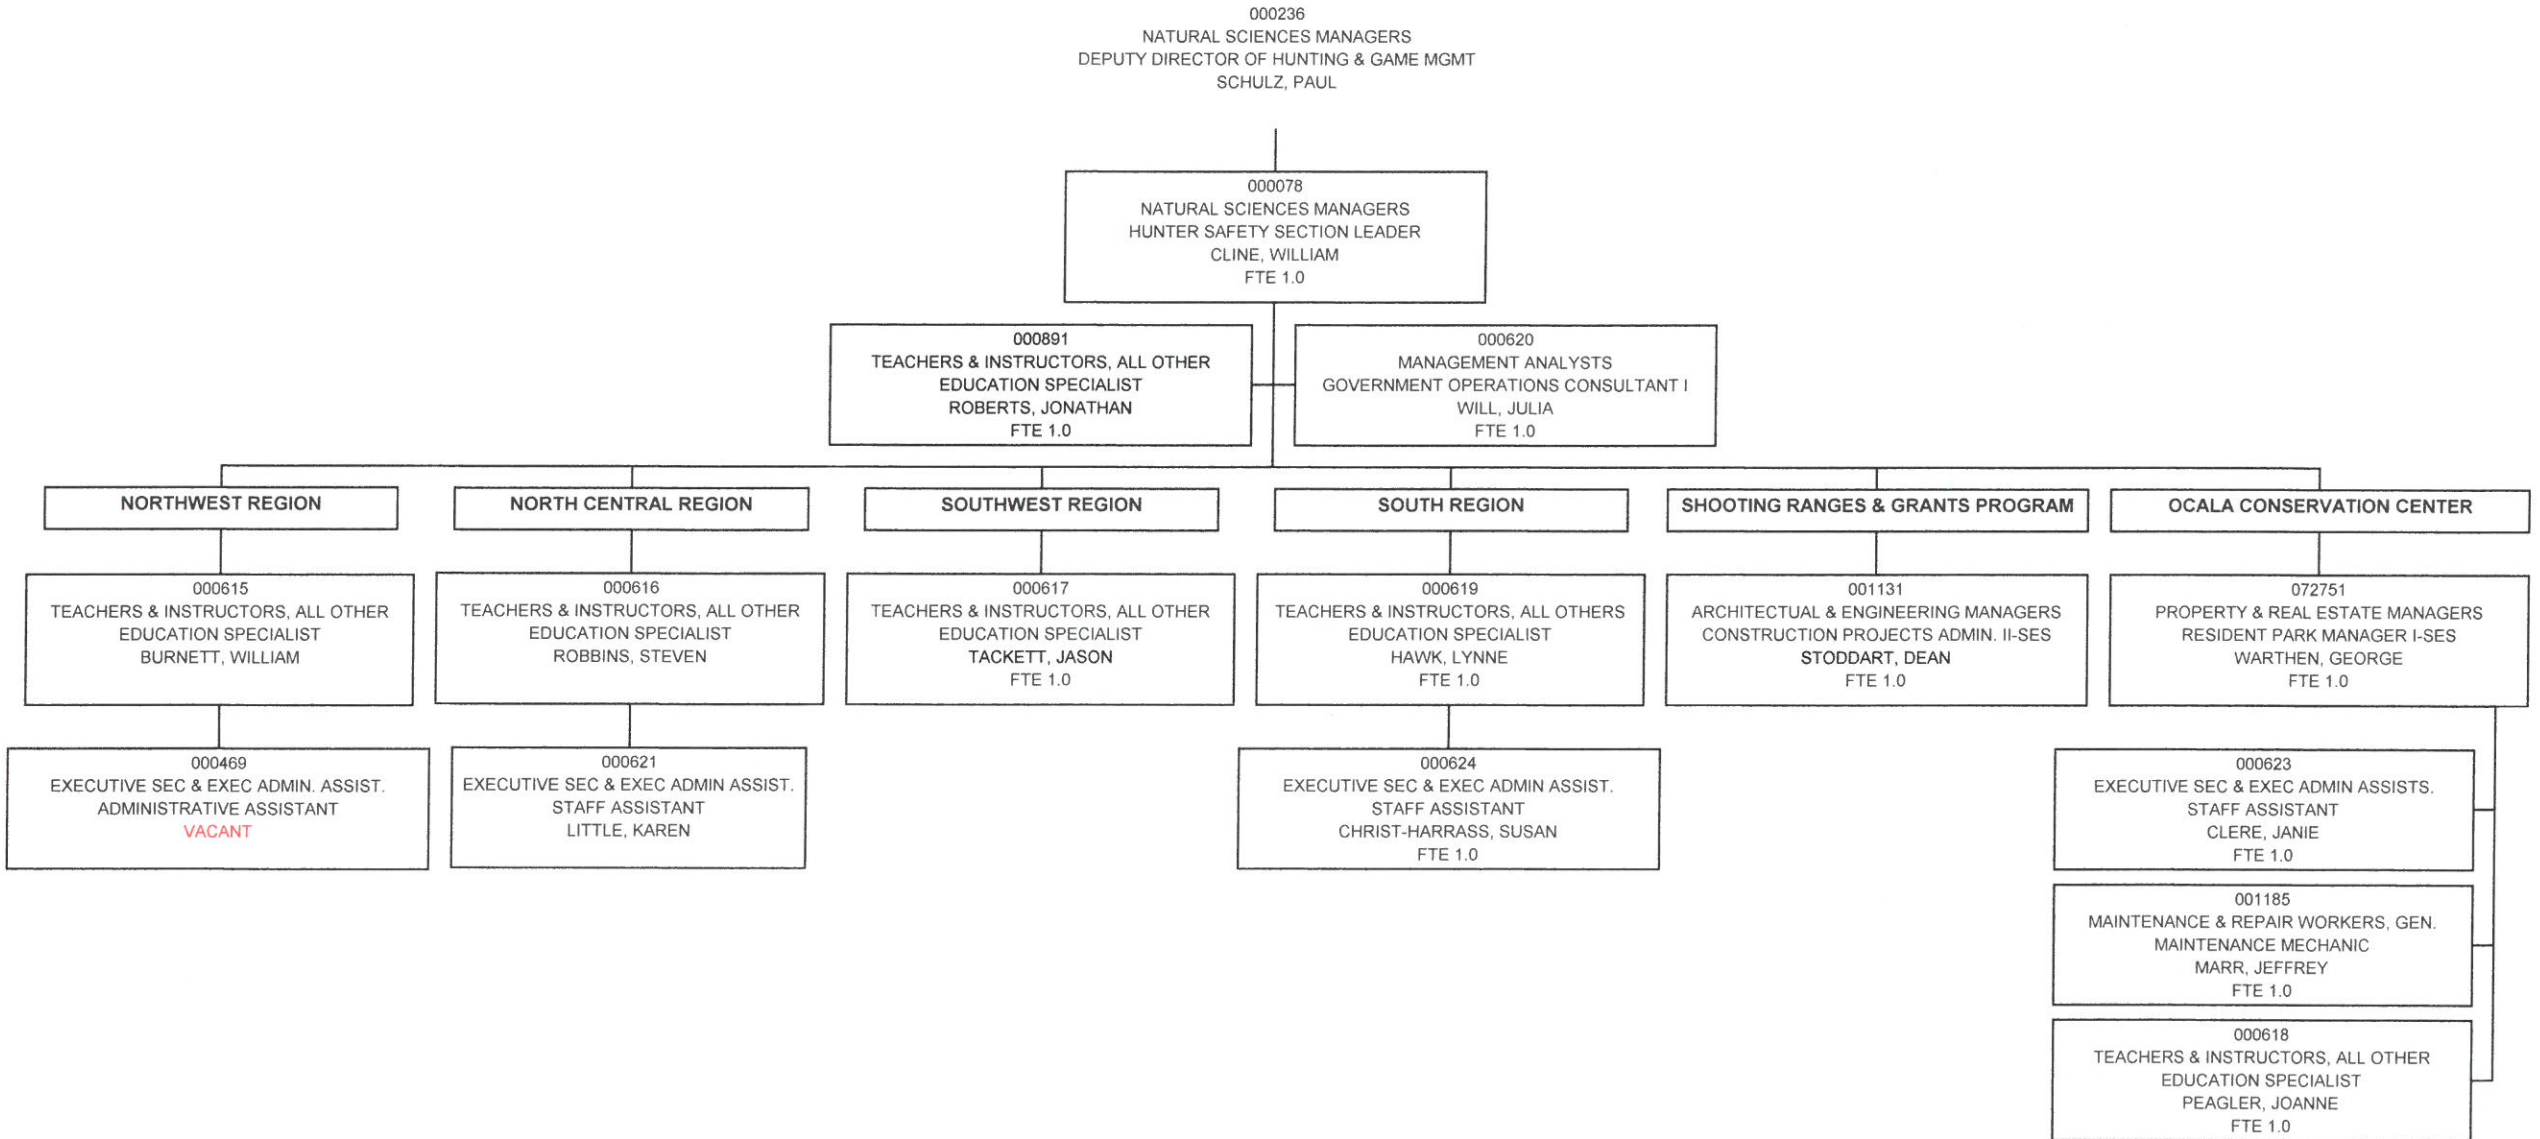 000236
NATURAL SCIENCES MANAGERS
DEPUTY DIRECTOR OF HUNTING & GAME MGMT
SCHULZ, PAUL
000078
NATURAL SCIENCES MANAGERS
HUNTER SAFETY SECTION LEADER
CLINE, WILLIAM
FTE 1.0
000891
TEACHERS & INSTRUCTORS, ALL OTHER
EDUCATION SPECIALIST
ROBERTS, JONATHAN
FTE 1.0
000620
MANAGEMENT ANALYSTS
GOVERNMENT OPERATIONS CONSULTANT I
WILL, JULIA
FTE 1.0
NORTHWEST REGION
NORTH CENTRAL REGION
SOUTHWEST REGION
SOUTH REGION
SHOOTING RANGES & GRANTS PROGRAM
OCALA CONSERVATION CENTER
000615
TEACHERS & INSTRUCTORS, ALL OTHER
EDUCATION SPECIALIST
BURNETT, WILLIAM
000616
TEACHERS & INSTRUCTORS, ALL OTHER
EDUCATION SPECIALIST
ROBBINS, STEVEN
000617
TEACHERS & INSTRUCTORS, ALL OTHER
EDUCATION SPECIALIST
TACKETT, JASON
FTE 1.0
000619
TEACHERS & INSTRUCTORS, ALL OTHERS
EDUCATION SPECIALIST
HAWK, LYNNE
FTE 1.0
001131
ARCHITECTUAL & ENGINEERING MANAGERS
CONSTRUCTION PROJECTS ADMIN. II-SES
STODDART, DEAN
FTE 1.0
072751
PROPERTY & REAL ESTATE MANAGERS
RESIDENT PARK MANAGER I-SES
WARTHEN, GEORGE
FTE 1.0
000469
EXECUTIVE SEC & EXEC ADMIN. ASSIST.
ADMINISTRATIVE ASSISTANT
VACANT
000621
EXECUTIVE SEC & EXEC ADMIN ASSIST.
STAFF ASSISTANT
LITTLE, KAREN
000624
EXECUTIVE SEC & EXEC ADMIN ASSIST.
STAFF ASSISTANT
CHRIST-HARRASS, SUSAN
FTE 1.0
000623
EXECUTIVE SEC & EXEC ADMIN ASSISTS.
STAFF ASSISTANT
CLERE, JANIE
FTE 1.0
001185
MAINTENANCE & REPAIR WORKERS, GEN.
MAINTENANCE MECHANIC
MARR, JEFFREY
FTE 1.0
000618
TEACHERS & INSTRUCTORS, ALL OTHER
EDUCATION SPECIALIST
PEAGLER, JOANNE
FTE 1.0